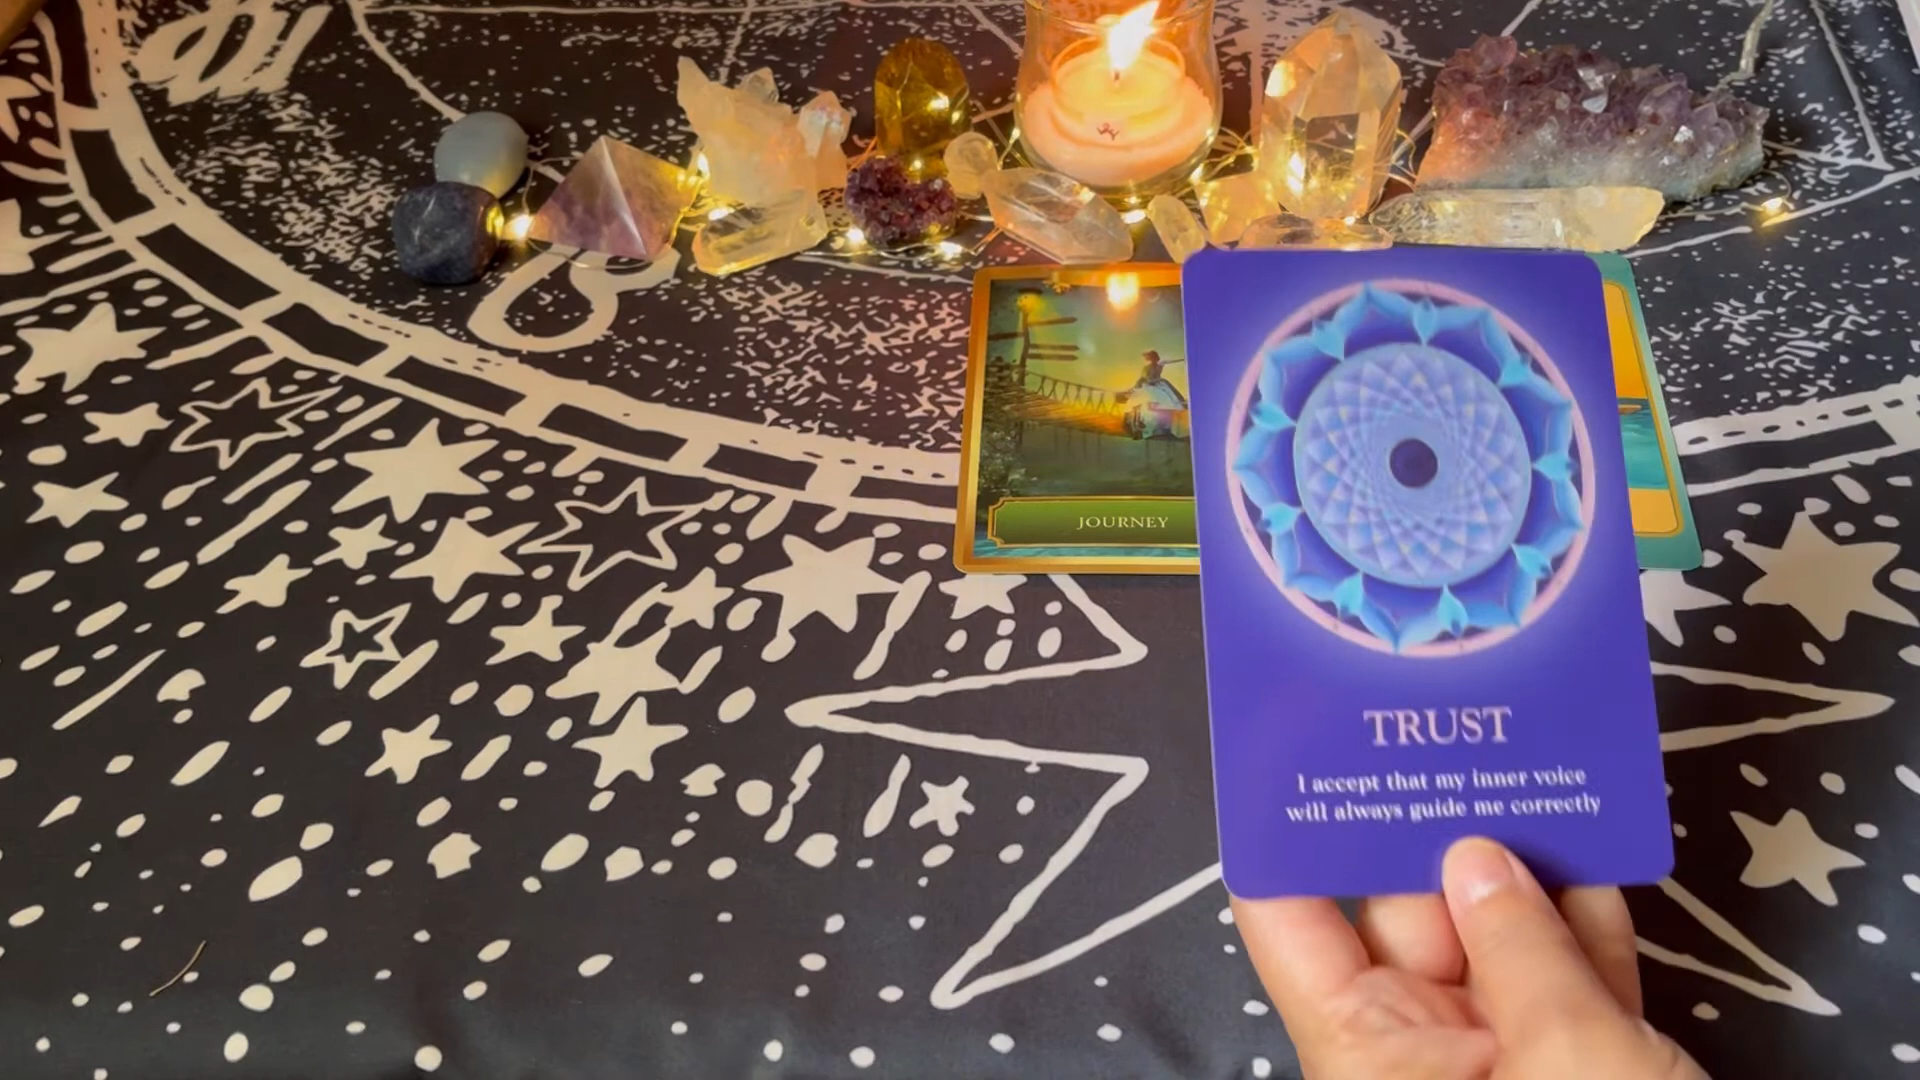 JOURNEY
TRUST
I accept that my inner voice
will always guide me correctly